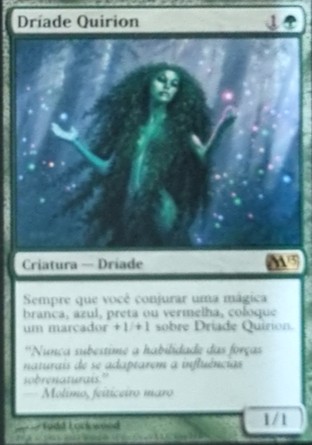 Dríade Quirion 1
Criatura — Dríade M13
Sempre que você conjurar uma mágica
branca, azul, preta ou vermelha, coloque
um marcador +1/+1 sobre Dríade Quirion.
"Nunca subestime a habilidade das forças
naturais de se adaptarem a influências
sobrenaturais."
— Molimo, feiticeiro maro
Todd Lockwood
1/1